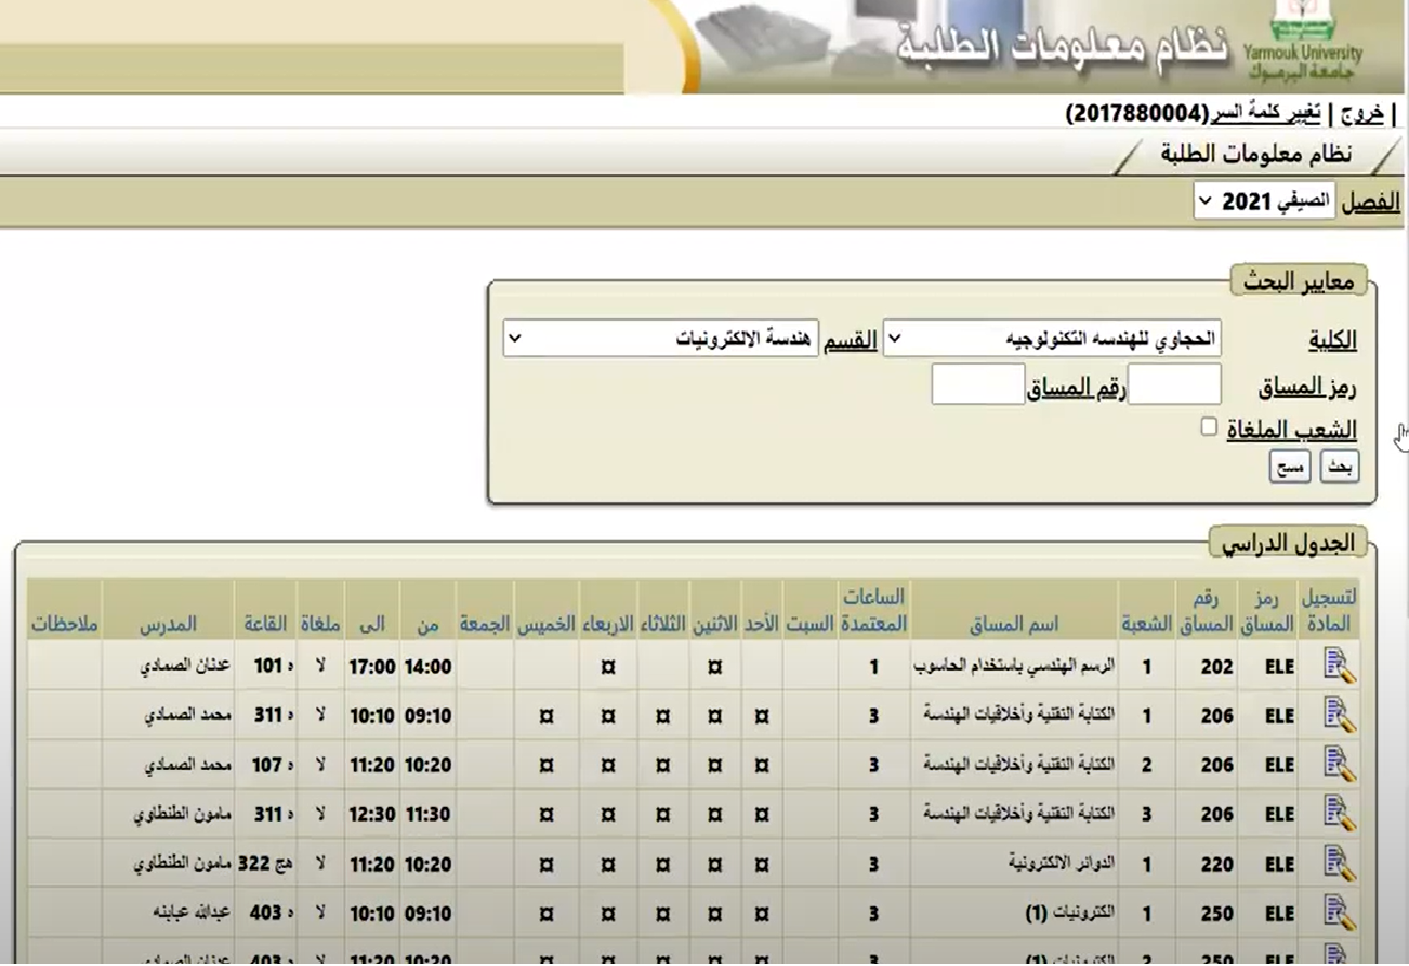 نظام معلومات الطلبة
Yarmouk University
جامعة اليرموك
| خروج | تغيير كلمة السر(2017880004)
نظام معلومات الطلبة
الفصل الصيفي 2021
معايير البحث
الكلية الحجاوي للهندسه التكنولوجيه القسم هندسة الالكترونيات
رمز المساق رقم المساق
الشعب الملغاة
بحث مسح
الجدول الدراسي
لتسجيل المادة رمز المساق رقم المساق الشعبة اسم المساق الساعات المعتمدة السبت الأحد الاثنين الثلاثاء الاربعاء الخميس الجمعة من الى ملغاة القاعة المدرس ملاحظات
ELE 202 1 الرسم الهندسي باستخدام الحاسوب 1 ¤ ¤ 14:00 17:00 لا ه 101 عدنان الصمادي
ELE 206 1 الكتابة التقنية وأخلاقيات الهندسة 3 ¤ ¤ ¤ ¤ ¤ 09:10 10:10 لا ه 311 محمد الصمادي
ELE 206 2 الكتابة التقنية وأخلاقيات الهندسة 3 ¤ ¤ ¤ ¤ ¤ 10:20 11:20 لا ه 107 محمد الصمادي
ELE 206 3 الكتابة التقنية وأخلاقيات الهندسة 3 ¤ ¤ ¤ ¤ ¤ 11:30 12:30 لا ه 311 مامون الطنطاوي
ELE 220 1 الدوائر الالكترونية 3 ¤ ¤ ¤ ¤ ¤ 10:20 11:20 لا هج 322 مامون الطنطاوي
ELE 250 1 الكترونيات (1) 3 ¤ ¤ ¤ ¤ ¤ 09:10 10:10 لا ه 403 عبدالله عبابنه
ELE 250 2 الكترونيات (1) 3 ¤ ¤ ¤ ¤ ¤ 10:20 11:20 لا ه 403 عدنان الصمادي